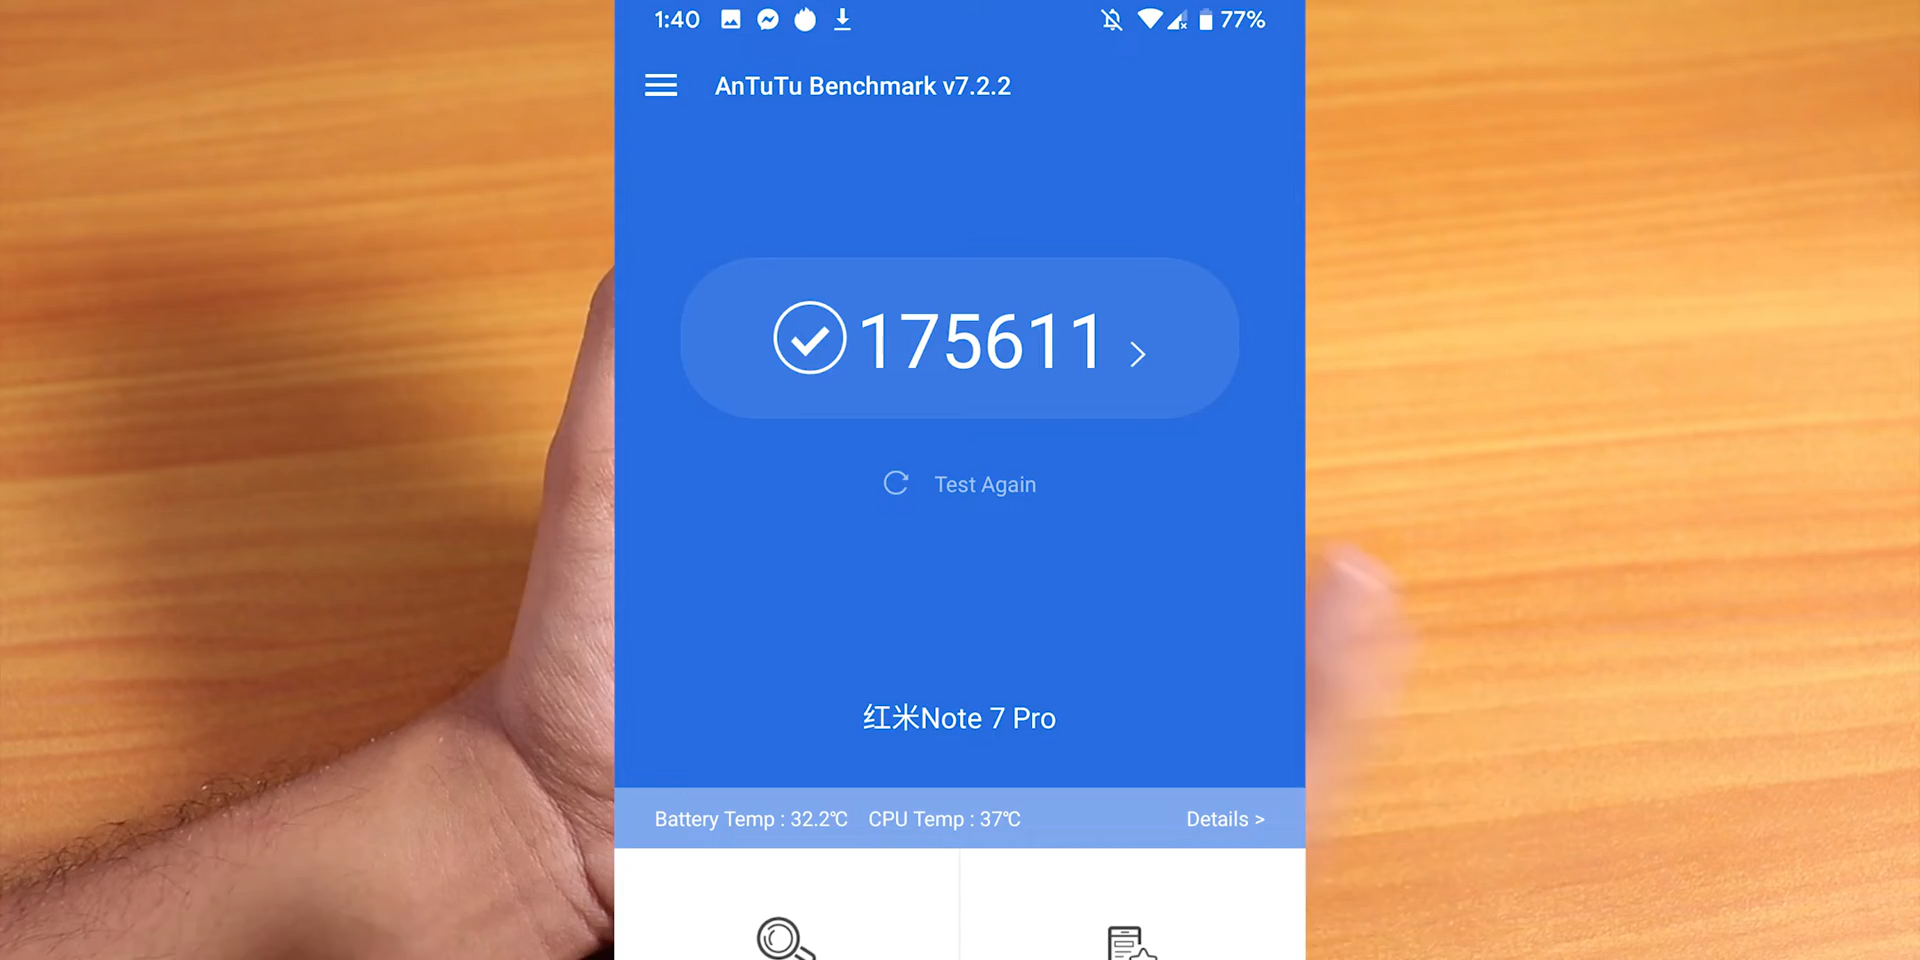 1:40 77%
AnTuTu Benchmark v7.2.2
175611 >
Test Again
红米Note 7 Pro
Battery Temp : 32.2℃ CPU Temp : 37℃ Details >